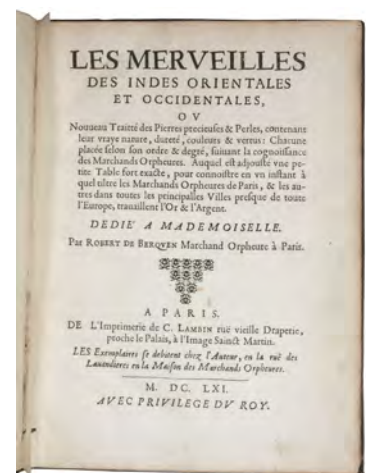 LES MERVEILLES
DES INDES ORIENTALES
ET OCCIDENTALES,
OV
Nouueau Traitté des Pierres precieuses & Perles, contenant
leur vraye nature, dureté, couleurs & vertus: Chacune
placée selon son ordre & degré, suiuant la cognoissance
des Marchands Orpheures. Auquel est adjousté vne pe-
tite Table fort exacte, pour connoistre en vn instant à
quel tiltre les Marchands Orpheures de Paris, & les au-
tres dans toutes les principalles Villes presque de toute
l'Europe, trauaillent l'Or & l'Argent.
DEDIE' A MADEMOISELLE.
Par ROBERT DE BERQVEN Marchand Orpheure à Paris.
A PARIS.
DE L'Imprimerie de C. LAMBIN ruë vieille Draperie,
proche le Palais, à l'Image Sainct Martin.
LES Exemplaires se debitent chez l'Auteur, en la ruë des
Lauandieres en la Maison des Marchands Orpheures.
M. DC. LXI.
AVEC PRIVILEGE DV ROY.